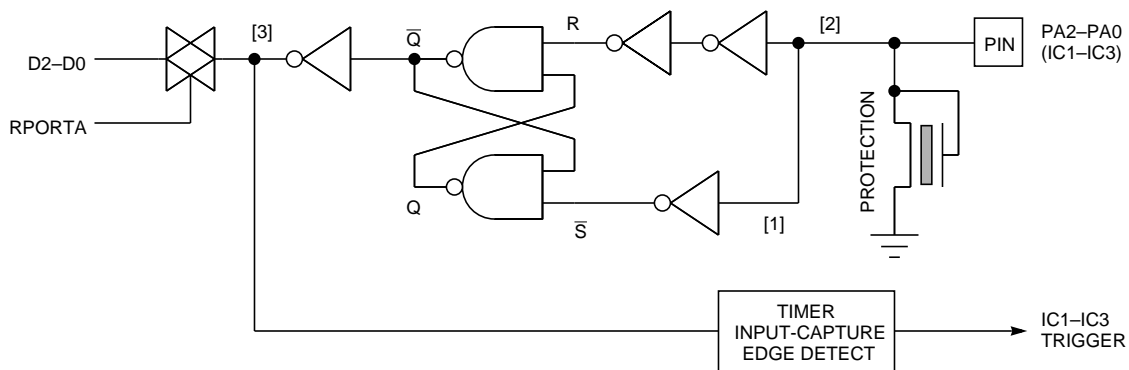 [3]
Q̅
R
[2]
PIN
PA2–PA0
(IC1–IC3)
D2–D0
RPORTA
PROTECTION
Q
S̅
[1]
TIMER
INPUT-CAPTURE
EDGE DETECT
IC1–IC3
TRIGGER